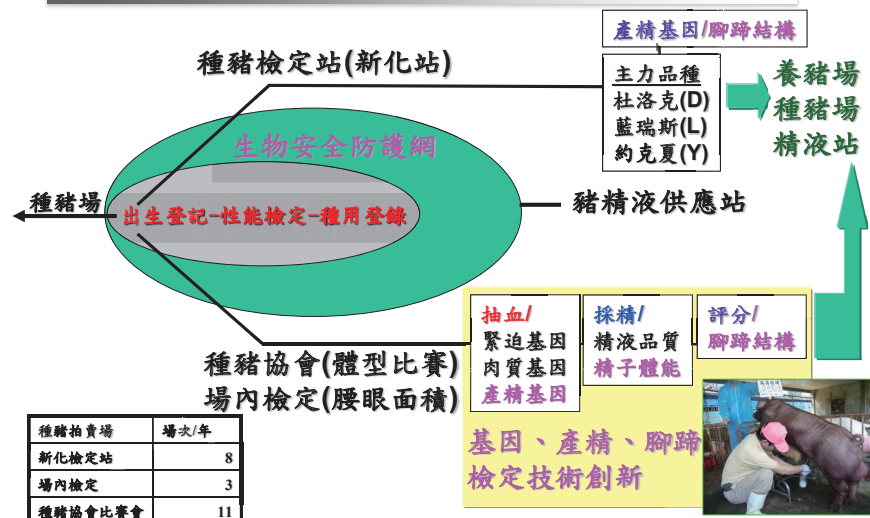 產精基因/腳蹄結構
種豬檢定站(新化站)
主力品種
杜洛克(D)
藍瑞斯(L)
約克夏(Y)
養豬場
種豬場
精液站
生物安全防護網
種豬場
出生登記-性能檢定-種用登錄
豬精液供應站
抽血/
緊迫基因
肉質基因
產精基因
採精/
精液品質
精子體能
評分/
腳蹄結構
種豬協會(體型比賽)
場內檢定(腰眼面積)
基因、產精、腳蹄
檢定技術創新
種豬拍賣場 場次/年
新化檢定站 8
場內檢定 3
種豬協會比賽會 11